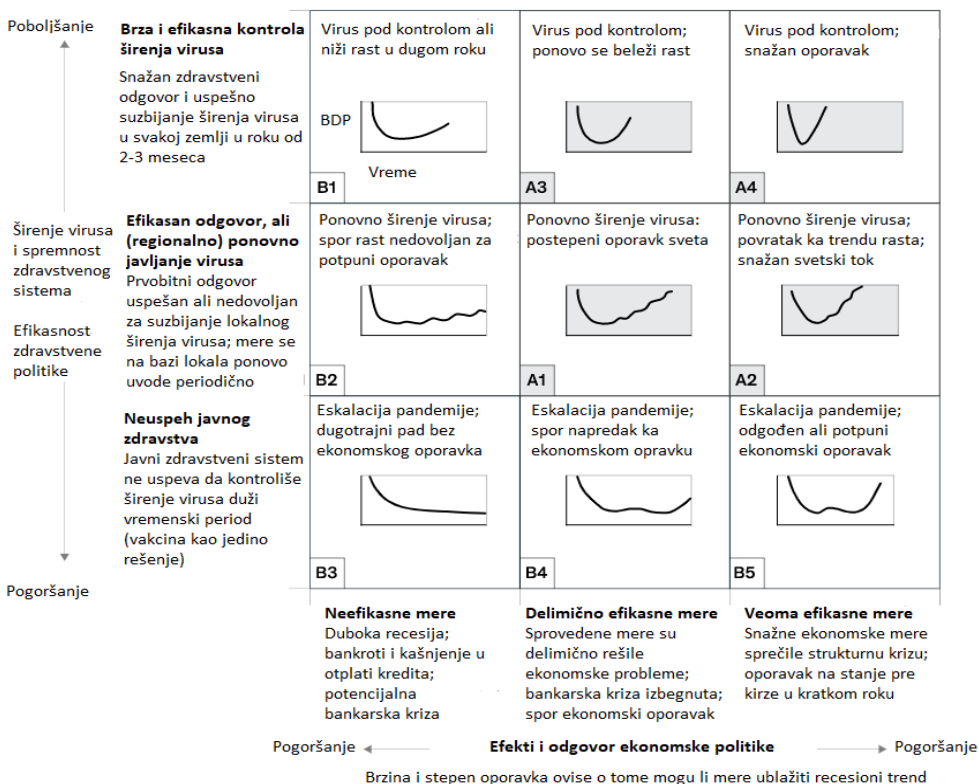 Poboljšanje
Brza i efikasna kontrola
širenja virusa
Snažan zdravstveni
odgovor i uspešno
suzbijanje širenja virusa
u svakoj zemlji u roku od
2-3 meseca
Virus pod kontrolom ali
niži rast u dugom roku
BDP
Vreme
B1
Virus pod kontrolom;
ponovo se beleži rast
A3
Virus pod kontrolom;
snažan oporavak
A4
Širenje virusa
i spremnost
zdravstvenog
sistema
Efikasnost
zdravstvene
politike
Efikasan odgovor, ali
(regionalno) ponovno
javljanje virusa
Prvobitni odgovor
uspešan ali nedovoljan
za suzbijanje lokalnog
širenja virusa; mere se
na bazi lokala ponovo
uvode periodično
Ponovno širenje virusa;
spor rast nedovoljan za
potpuni oporavak
B2
Ponovno širenje virusa:
postepeni oporavk sveta
A1
Ponovno širenje virusa;
povratak ka trendu rasta;
snažan svetski tok
A2
Neuspeh javnog
zdravstva
Javni zdravstveni sistem
ne uspeva da kontroliše
širenje virusa duži
vremenski period
(vakcina kao jedino
rešenje)
Eskalacija pandemije;
dugotrajni pad bez
ekonomskog oporavka
B3
Eskalacija pandemije;
spor napredak ka
ekonomskom opravku
B4
Eskalacija pandemije;
odgođen ali potpuni
ekonomski oporavak
B5
Pogoršanje
Neefikasne mere
Duboka recesija;
bankroti i kašnjenje u
otplati kredita;
potencijalna
bankarska kriza
Delimično efikasne mere
Sprovedene mere su
delimično rešile
ekonomske probleme;
bankarska kriza izbegnuta;
spor ekonomski oporavak
Veoma efikasne mere
Snažne ekonomske mere
sprečile strukturnu krizu;
oporavak na stanje pre
kirze u kratkom roku
Pogoršanje Efekti i odgovor ekonomske politike Pogoršanje
Brzina i stepen oporavka ovise o tome mogu li mere ublažiti recesioni trend